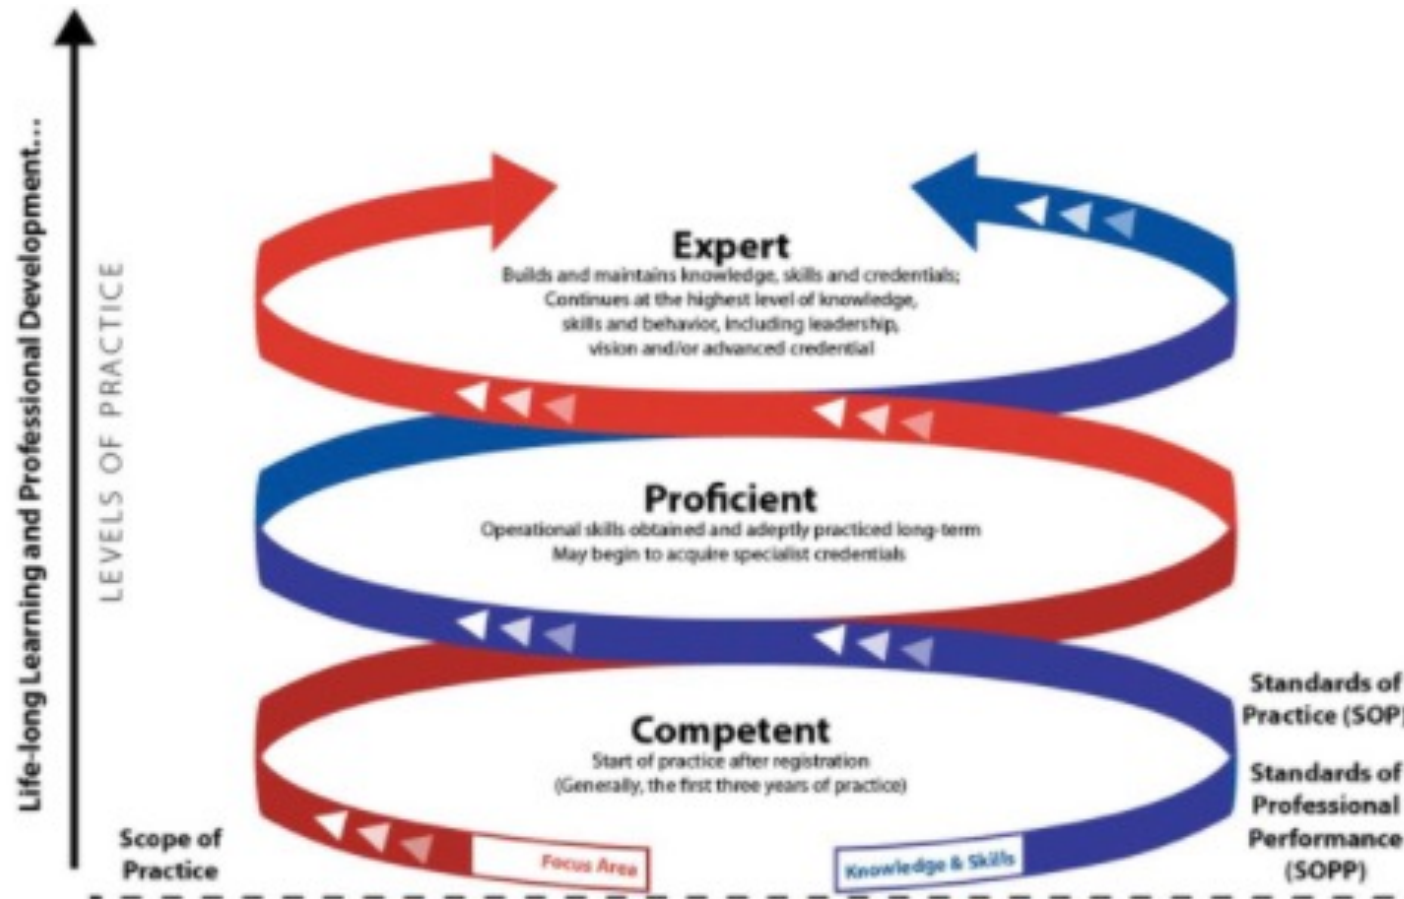 Life-long Learning and Professional Development...
LEVELS OF PRACTICE
Expert
Builds and maintains knowledge, skills and credentials;
Continues at the highest level of knowledge,
skills and behavior, including leadership,
vision and/or advanced credential
Proficient
Operational skills obtained and adeptly practiced long-term
May begin to acquire specialist credentials
Competent
Start of practice after registration
(Generally, the first three years of practice)
Standards of
Practice (SOP)
Standards of
Professional
Performance
(SOPP)
Scope of
Practice
Focus Area
Knowledge & Skills